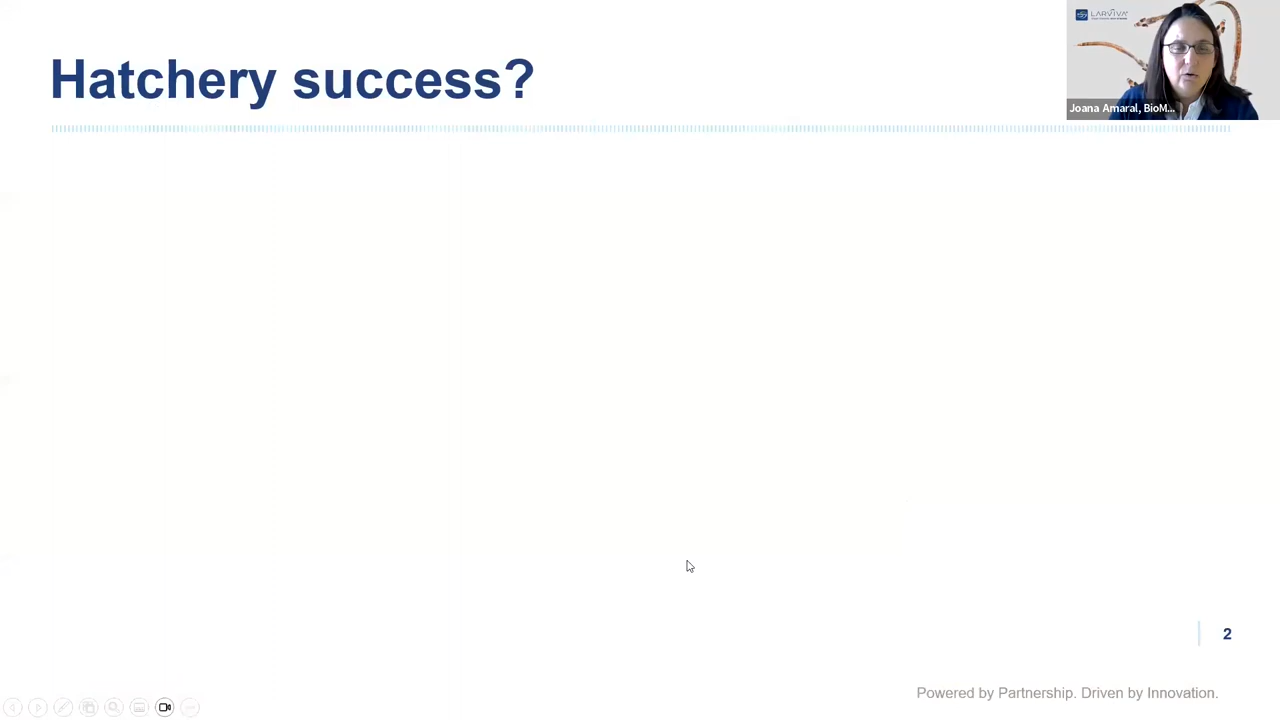 Hatchery success?
LARVIVA
Joana Amaral, BioM...
2
Powered by Partnership. Driven by Innovation.